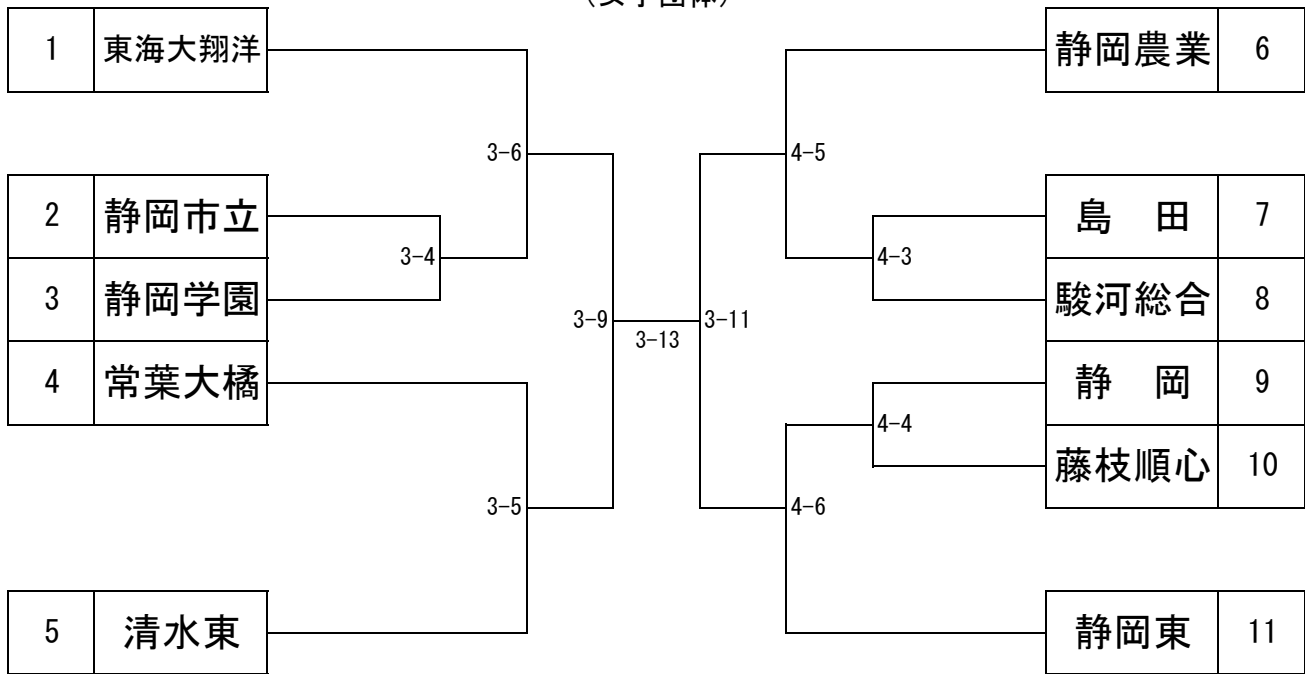 (女子団体)
1 東海大翔洋
静岡農業 6
3-6
4-5
2 静岡市立
島　田 7
3-4
4-3
3 静岡学園
駿河総合 8
3-9
3-13
3-11
4 常葉大橘
静　岡 9
4-4
藤枝順心 10
3-5
4-6
5 清水東
静岡東 11